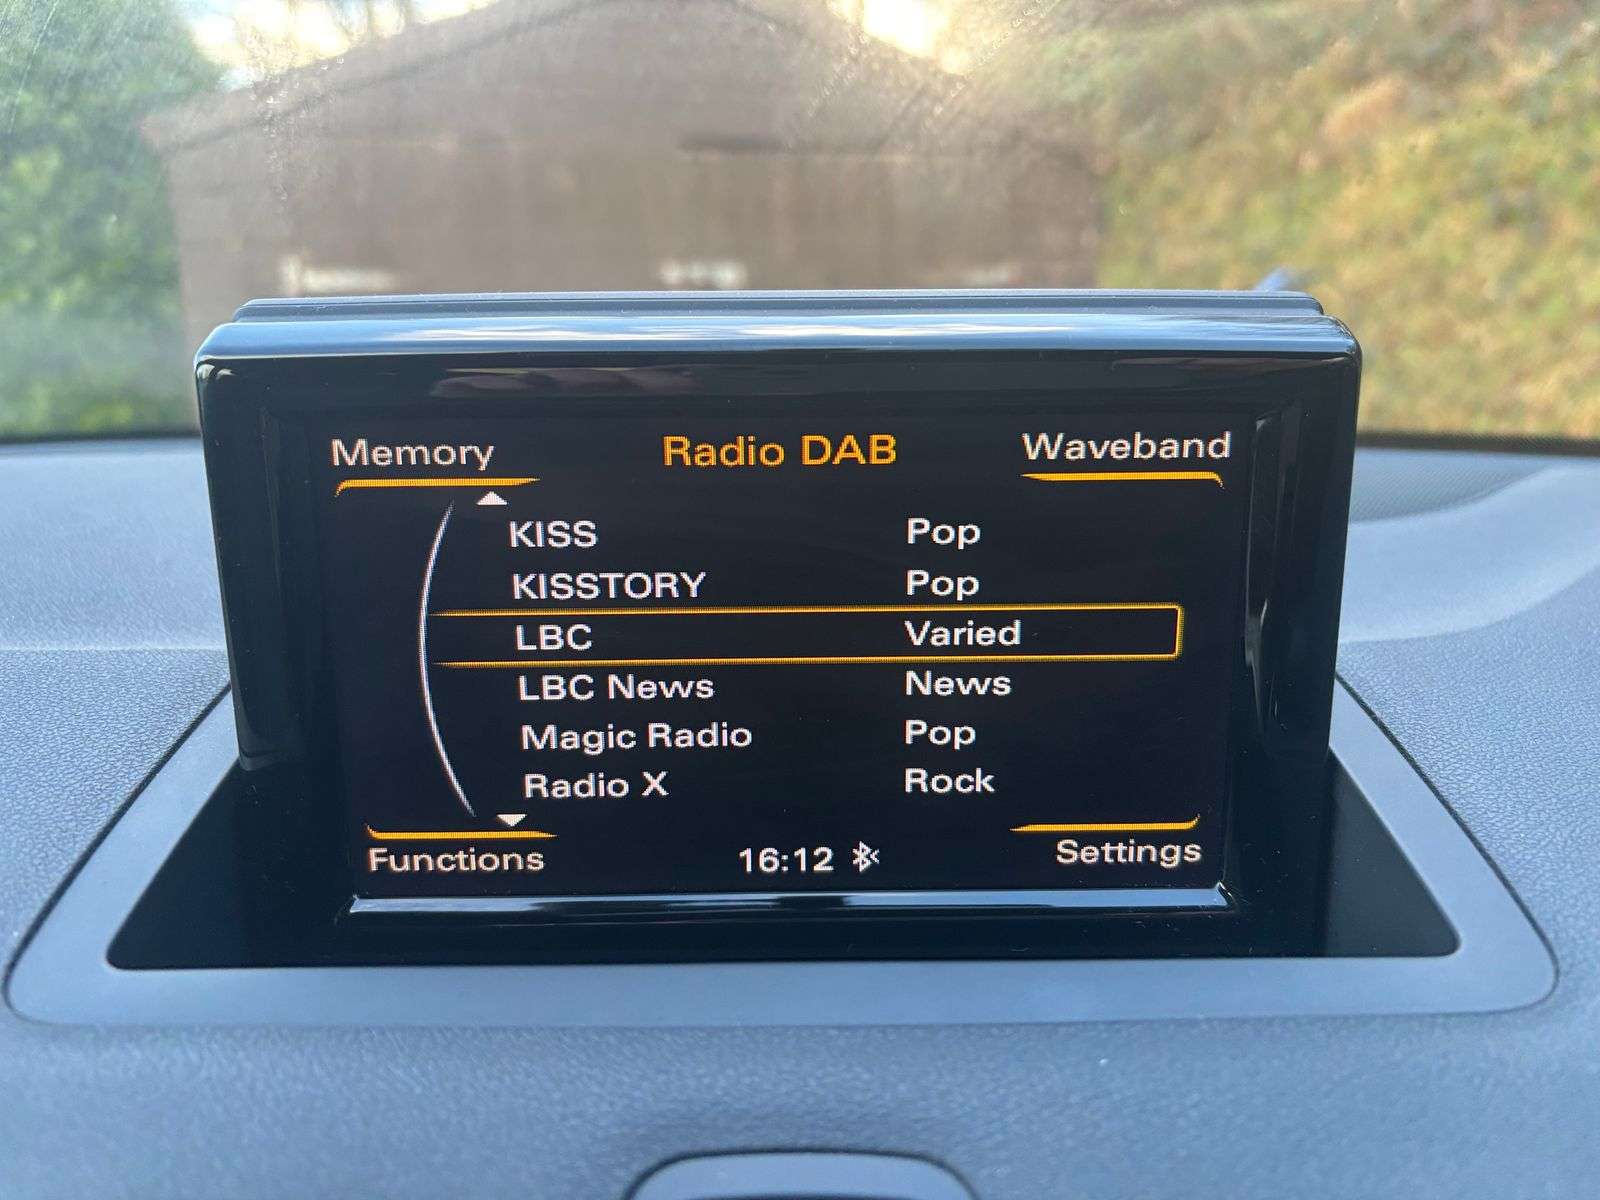 Memory Radio DAB Waveband
KISS Pop
KISSTORY Pop
LBC Varied
LBC News News
Magic Radio Pop
Radio X Rock
Functions 16:12 Settings